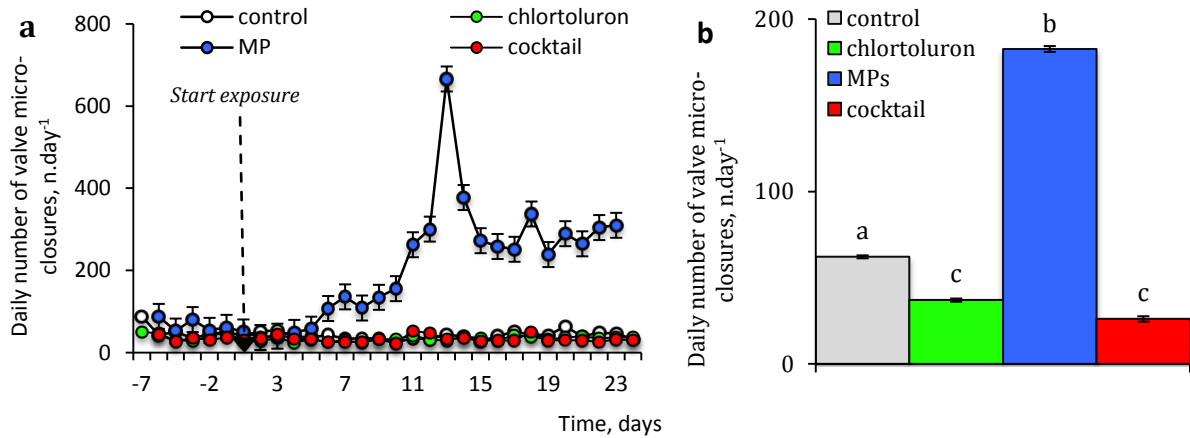 a
control
chlortoluron
MP
cocktail
Start exposure
Daily number of valve micro-
closures, n.day-1
800
600
400
200
0
-7 -2 3 7 11 15 19 23
Time, days
b
control
chlortoluron
MPs
cocktail
Daily number of valve micro-
closures, n.day-1
200
100
0
a
c
b
c